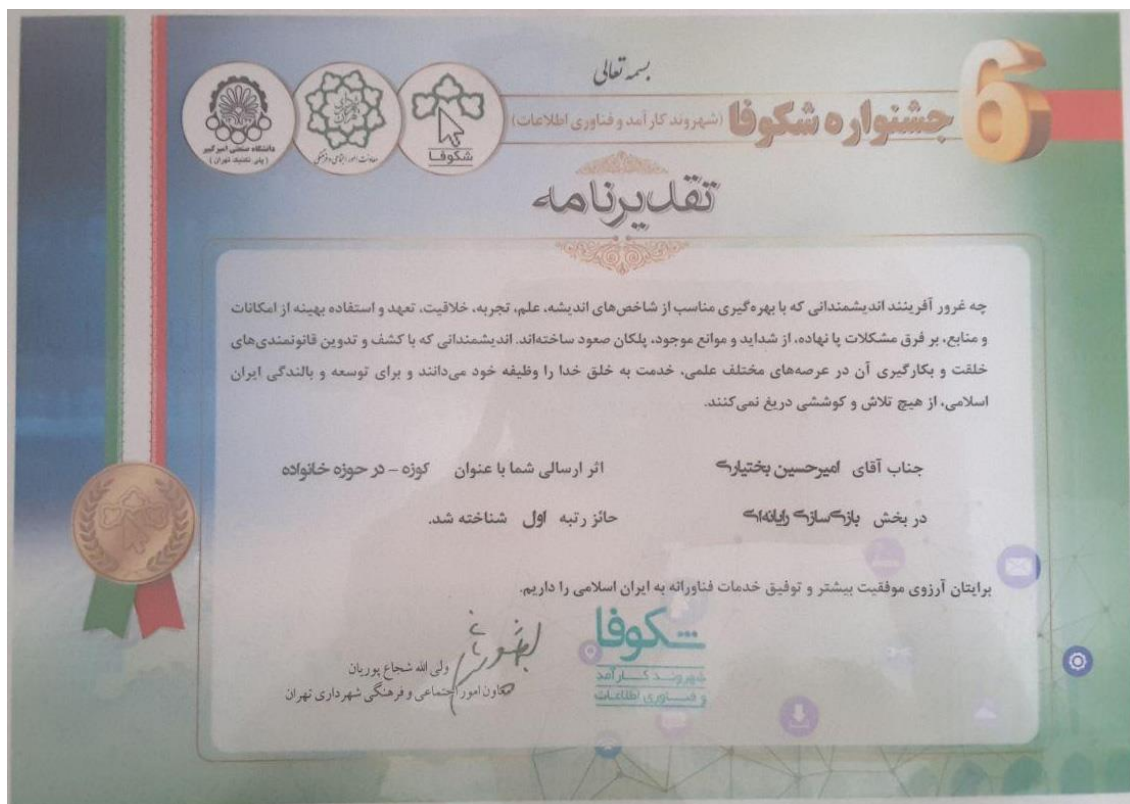 بسمه تعالی
6
جشنواره شکوفا (شهروند کارآمد و فناوری اطلاعات)
شکوفا
معاونت امور اجتماعی و فرهنگی
دانشگاه صنعتی امیرکبیر
(پلی تکنیک تهران)
تقدیرنامه
چه غرور آفرینند اندیشمندانی که با بهره‌گیری مناسب از شاخص‌های اندیشه، علم، تجربه، خلاقیت، تعهد و استفاده بهینه از امکانات
و منابع، بر فرق مشکلات پا نهاده، از شداید و موانع موجود، پلکان صعود ساخته‌اند. اندیشمندانی که با کشف و تدوین قانونمندی‌های
خلقت و بکارگیری آن در عرصه‌های مختلف علمی، خدمت به خلق خدا را وظیفه خود می‌دانند و برای توسعه و بالندگی ایران
اسلامی، از هیچ تلاش و کوششی دریغ نمی‌کنند.
جناب آقای امیرحسین بختیاری اثر ارسالی شما با عنوان کوزه – در حوزه خانواده
در بخش بازی‌سازی رایانه‌ای حائز رتبه اول شناخته شد.
برایتان آرزوی موفقیت بیشتر و توفیق خدمات فناورانه به ایران اسلامی را داریم.
شکوفا
شهروند کارآمد
و فناوری اطلاعات
ولی الله شجاع پوریان
معاون امور اجتماعی و فرهنگی شهرداری تهران